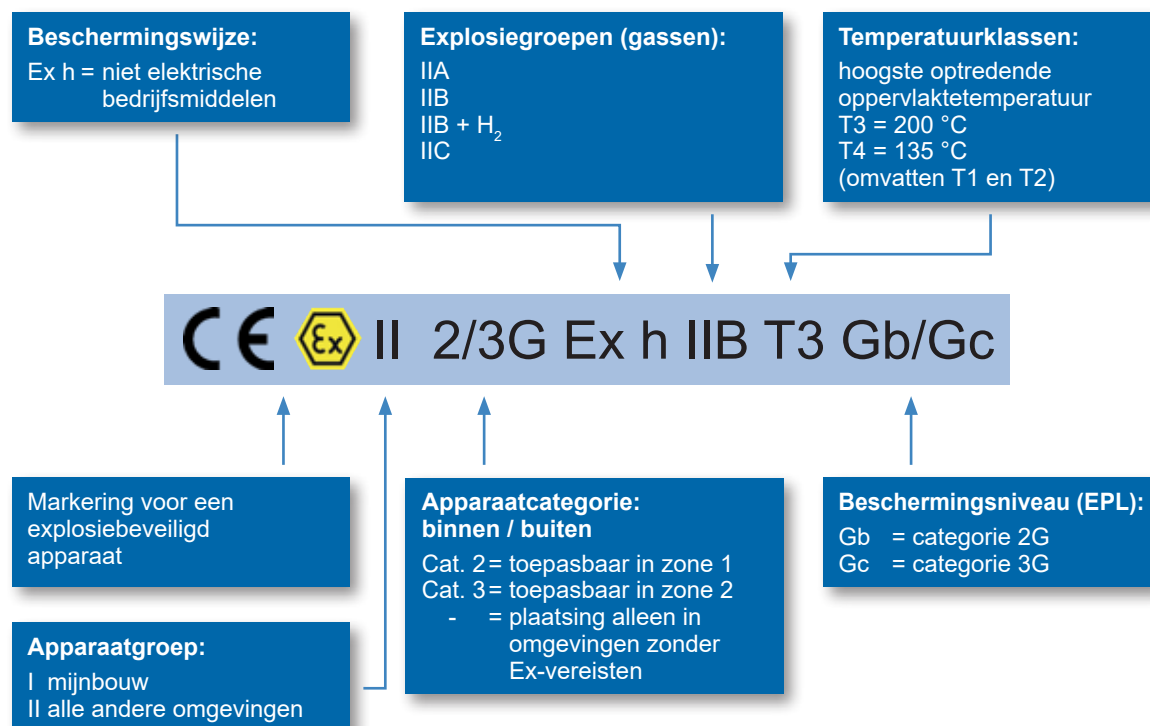 Beschermingswijze:
Ex h = niet elektrische
bedrijfsmiddelen
Explosiegroepen (gassen):
IIA
IIB
IIB + H₂
IIC
Temperatuurklassen:
hoogste optredende
oppervlaktetemperatuur
T3 = 200 °C
T4 = 135 °C
(omvatten T1 en T2)
CE Ex II 2/3G Ex h IIB T3 Gb/Gc
Markering voor een
explosiebeveiligd
apparaat
Apparaatgroep:
I mijnbouw
II alle andere omgevingen
Apparaatcategorie:
binnen / buiten
Cat. 2 = toepasbaar in zone 1
Cat. 3 = toepasbaar in zone 2
- = plaatsing alleen in
omgevingen zonder
Ex-vereisten
Beschermingsniveau (EPL):
Gb = categorie 2G
Gc = categorie 3G